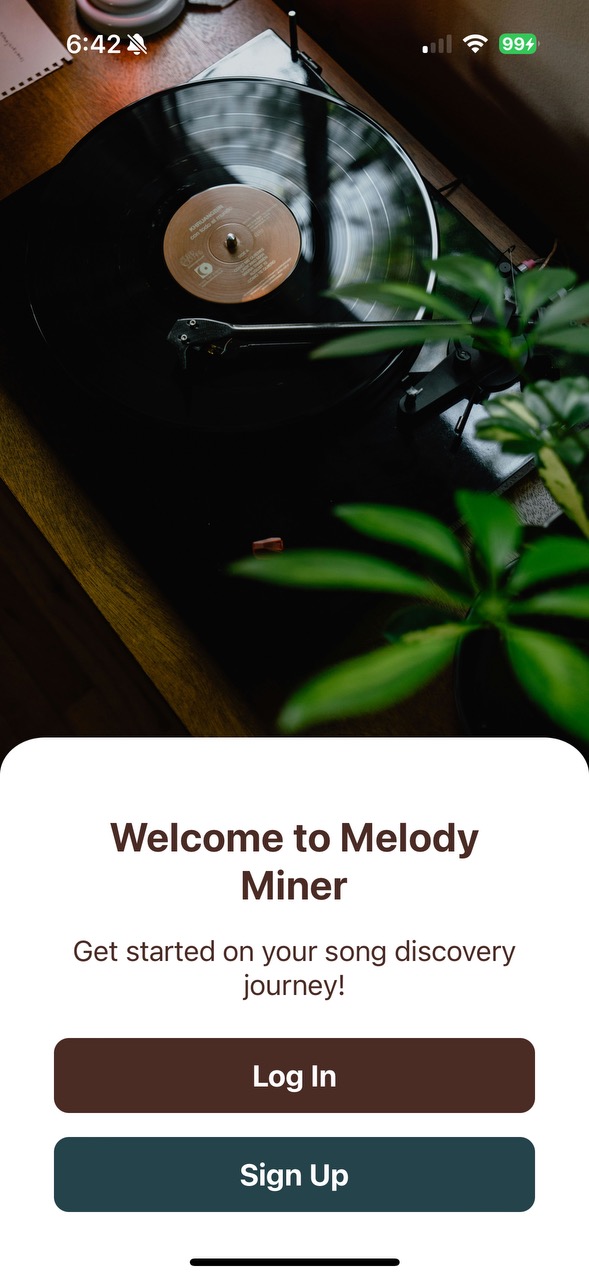 6:42
99
Welcome to Melody
Miner
Get started on your song discovery
journey!
Log In
Sign Up